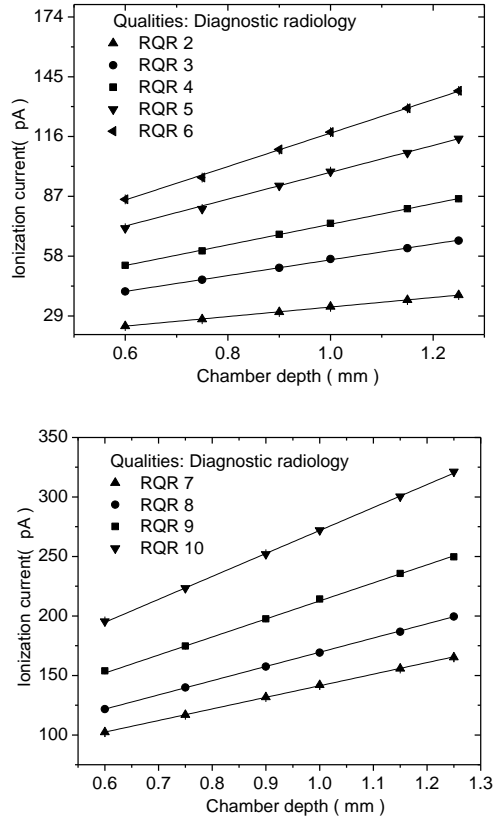 Qualities: Diagnostic radiology
RQR 2
RQR 3
RQR 4
RQR 5
RQR 6
174
145
116
87
58
29
Ionization current( pA )
0.6 0.8 1.0 1.2
Chamber depth ( mm )
Qualities: Diagnostic radiology
RQR 7
RQR 8
RQR 9
RQR 10
350
300
250
200
150
100
Ionization current( pA)
0.6 0.7 0.8 0.9 1.0 1.1 1.2 1.3
Chamber depth ( mm )